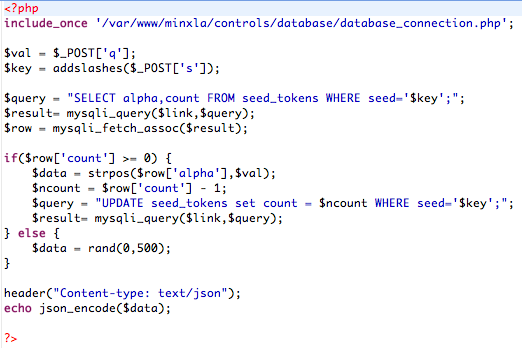 <?php
include_once '/var/www/minxla/controls/database/database_connection.php';
$val = $_POST['q'];
$key = addslashes($_POST['s']);
$query = "SELECT alpha,count FROM seed_tokens WHERE seed='$key';";
$result= mysqli_query($link,$query);
$row = mysqli_fetch_assoc($result);
if($row['count'] >= 0) {
    $data = strpos($row['alpha'],$val);
    $ncount = $row['count'] - 1;
    $query = "UPDATE seed_tokens set count = $ncount WHERE seed='$key';";
    $result= mysqli_query($link,$query);
} else {
    $data = rand(0,500);
}
header("Content-type: text/json");
echo json_encode($data);
?>